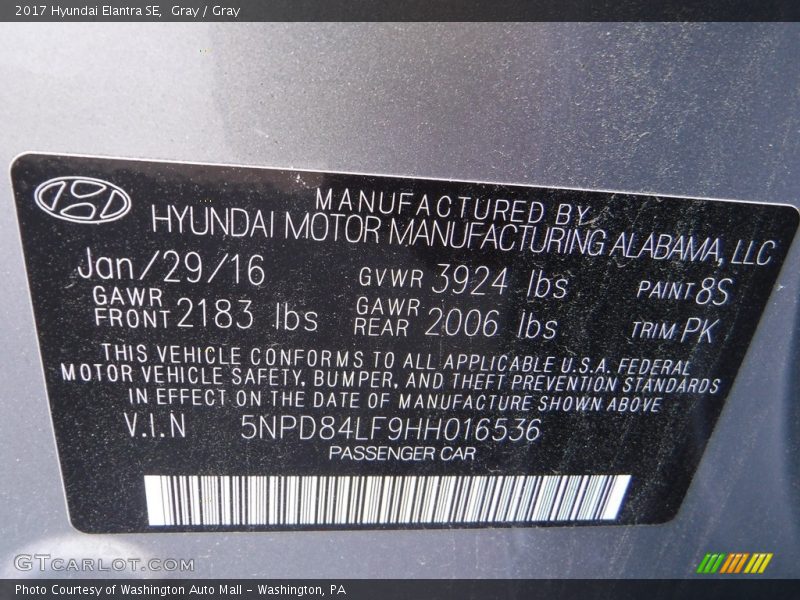 2017 Hyundai Elantra SE,  Gray / Gray
MANUFACTURED BY
HYUNDAI MOTOR MANUFACTURING ALABAMA, LLC
Jan/29/16 GVWR 3924 lbs PAINT 8S
GAWR FRONT 2183 lbs GAWR REAR 2006 lbs TRIM PK
THIS VEHICLE CONFORMS TO ALL APPLICABLE U.S.A. FEDERAL
MOTOR VEHICLE SAFETY, BUMPER, AND THEFT PREVENTION STANDARDS
IN EFFECT ON THE DATE OF MANUFACTURE SHOWN ABOVE
V.I.N 5NPD84LF9HH016536
PASSENGER CAR
GTCARLOT.COM
Photo Courtesy of Washington Auto Mall – Washington, PA